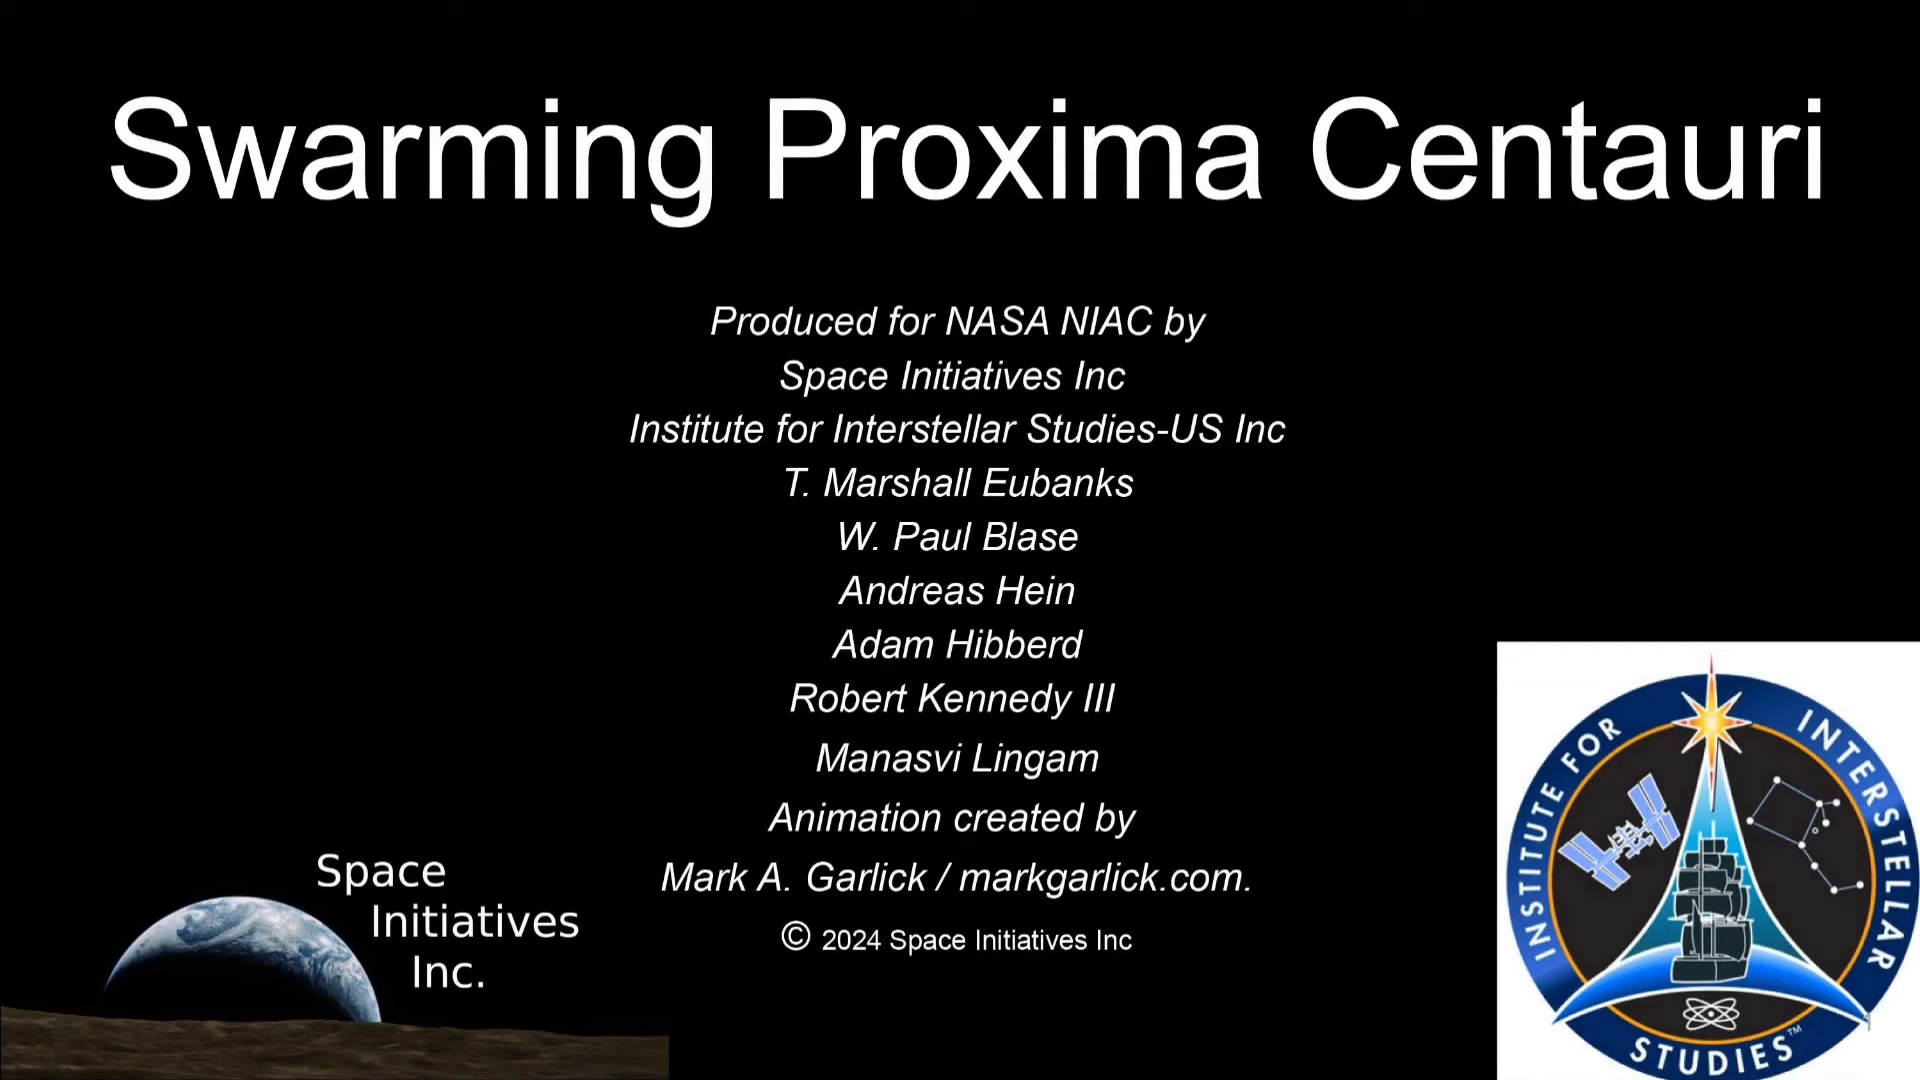 Swarming Proxima Centauri
Produced for NASA NIAC by
Space Initiatives Inc
Institute for Interstellar Studies-US Inc
T. Marshall Eubanks
W. Paul Blase
Andreas Hein
Adam Hibberd
Robert Kennedy III
Manasvi Lingam
Animation created by
Mark A. Garlick / markgarlick.com.
© 2024 Space Initiatives Inc
Space
Initiatives
Inc.
INSTITUTE FOR INTERSTELLAR
STUDIES™